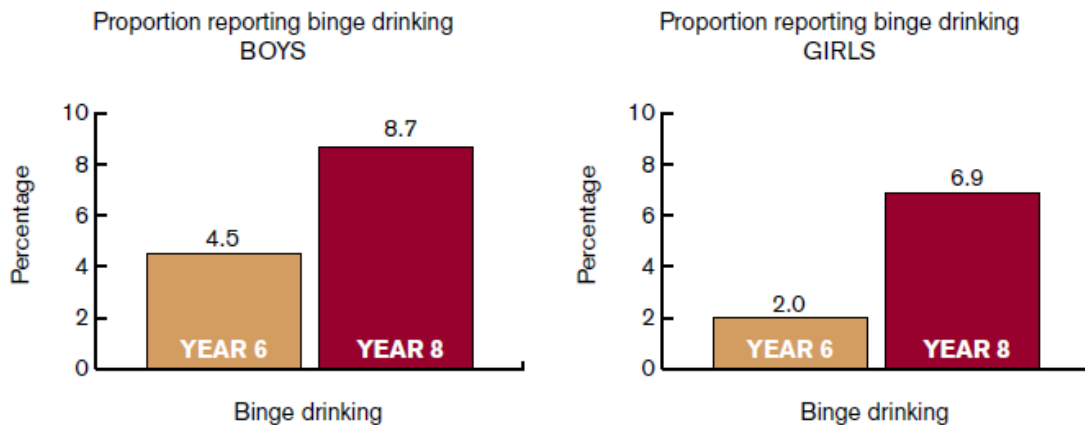 Proportion reporting binge drinking
BOYS
Percentage
10
8
6
4
2
0
4.5
8.7
YEAR 6
YEAR 8
Binge drinking
Proportion reporting binge drinking
GIRLS
Percentage
10
8
6
4
2
0
2.0
6.9
YEAR 6
YEAR 8
Binge drinking